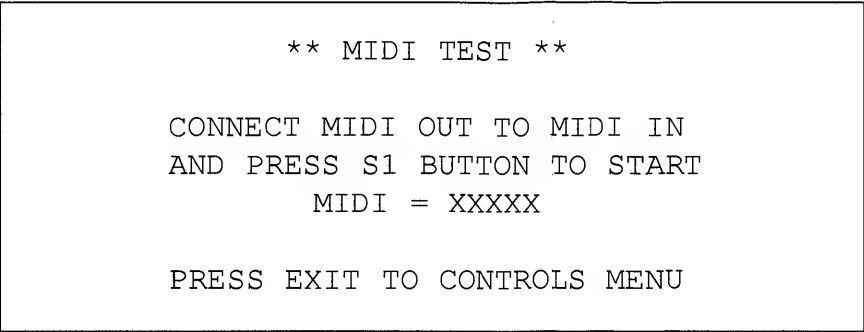 ** MIDI TEST **
CONNECT MIDI OUT TO MIDI IN
AND PRESS S1 BUTTON TO START
MIDI = XXXXX
PRESS EXIT TO CONTROLS MENU